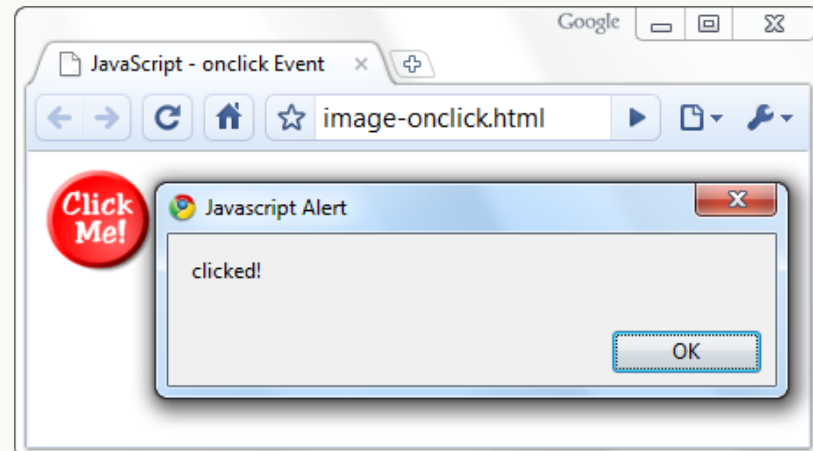 Google
JavaScript - onclick Event
image-onclick.html
Click
Me!
Javascript Alert
clicked!
OK